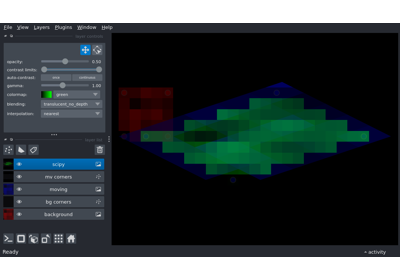 File View Layers Plugins Window Help
opacity: 0.50
contrast limits:
auto-contrast: once continuous
gamma: 1.00
colormap: green
blending: translucent_no_depth
interpolation: nearest
scipy
mv corners
moving
bg corners
background
Ready
activity